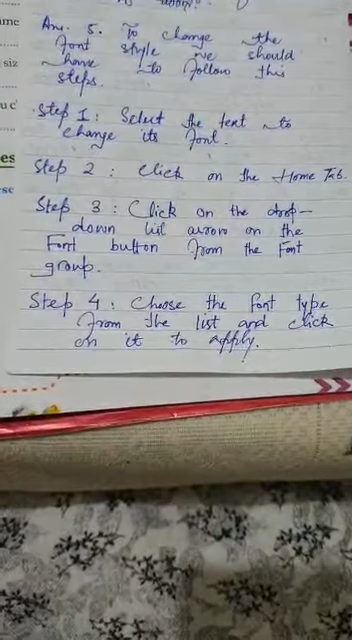 Ans. 5. To change the
font style we should
have to follow this
steps.
Step 1: Select the text to
change its font.
Step 2: Click on the Home Tab.
Step 3: Click on the drop-
down list arrow on the
Font button from the Font
group.
Step 4: Choose the font type
from the list and click
on it to apply.